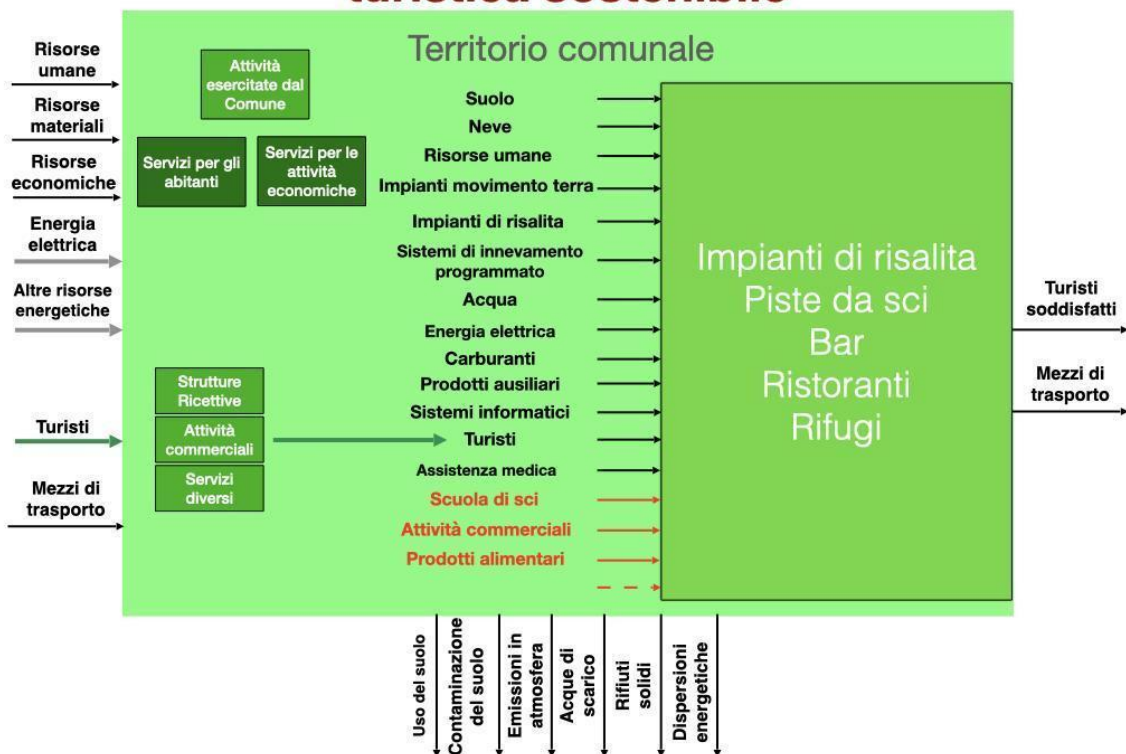 turistica sostenibile
Territorio comunale
Risorse
umane
Risorse
materiali
Risorse
economiche
Energia
elettrica
Altre risorse
energetiche
Turisti
Mezzi di
trasporto
Attività
esercitate dal
Comune
Servizi per gli
abitanti
Servizi per le
attività
economiche
Strutture
Ricettive
Attività
commerciali
Servizi
diversi
Suolo
Neve
Risorse umane
Impianti movimento terra
Impianti di risalita
Sistemi di innevamento
programmato
Acqua
Energia elettrica
Carburanti
Prodotti ausiliari
Sistemi informatici
Turisti
Assistenza medica
Scuola di sci
Attività commerciali
Prodotti alimentari
Impianti di risalita
Piste da sci
Bar
Ristoranti
Rifugi
Turisti
soddisfatti
Mezzi di
trasporto
Uso del suolo
Contaminazione
del suolo
Emissioni in
atmosfera
Acque di
scarico
Rifiuti
solidi
Dispersioni
energetiche